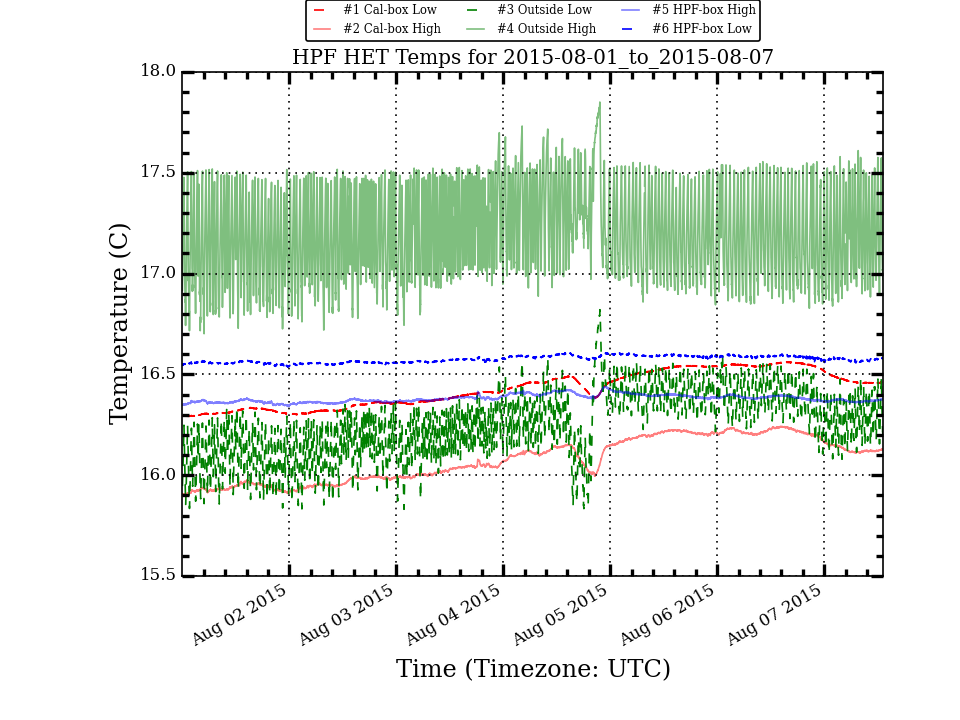 #1 Cal-box Low #3 Outside Low #5 HPF-box High
#2 Cal-box High #4 Outside High #6 HPF-box Low
HPF HET Temps for 2015-08-01_to_2015-08-07
18.0
17.5
17.0
16.5
16.0
15.5
Temperature (C)
Aug 02 2015 Aug 03 2015 Aug 04 2015 Aug 05 2015 Aug 06 2015 Aug 07 2015
Time (Timezone: UTC)